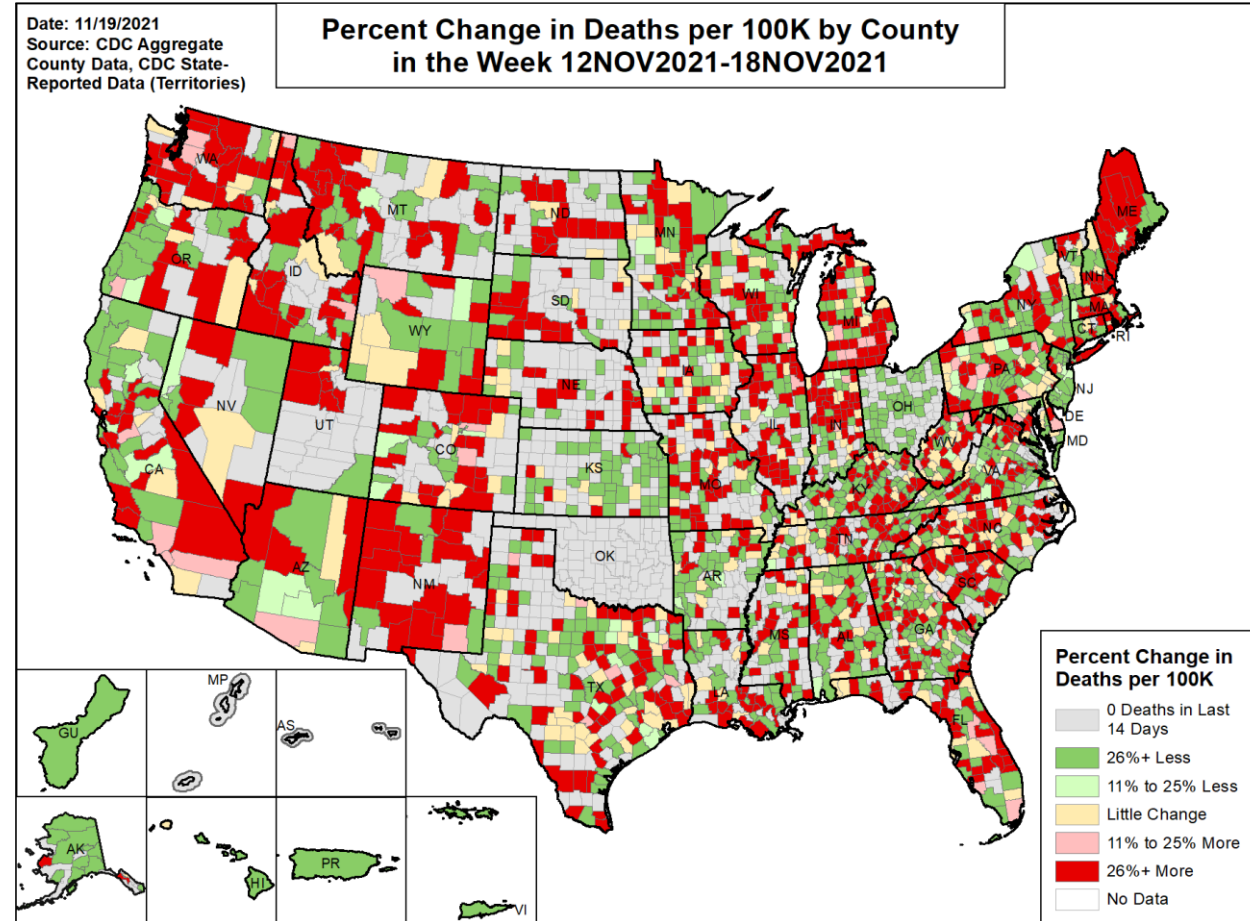 Date: 11/19/2021
Source: CDC Aggregate
County Data, CDC State-
Reported Data (Territories)
Percent Change in Deaths per 100K by County
in the Week 12NOV2021-18NOV2021
WA
MT
ND
MN
ME
OR
ID
SD
WI
MI
VT
NH
NY
MA
CT
RI
WY
IA
PA
NJ
NV
NE
OH
DE
UT
IL
IN
MD
CA
CO
KS
MO
WV
VA
KY
NC
TN
AZ
NM
OK
AR
SC
MS
AL
GA
TX
LA
FL
GU
MP
AS
AK
HI
PR
VI
Percent Change in
Deaths per 100K
0 Deaths in Last
14 Days
26%+ Less
11% to 25% Less
Little Change
11% to 25% More
26%+ More
No Data